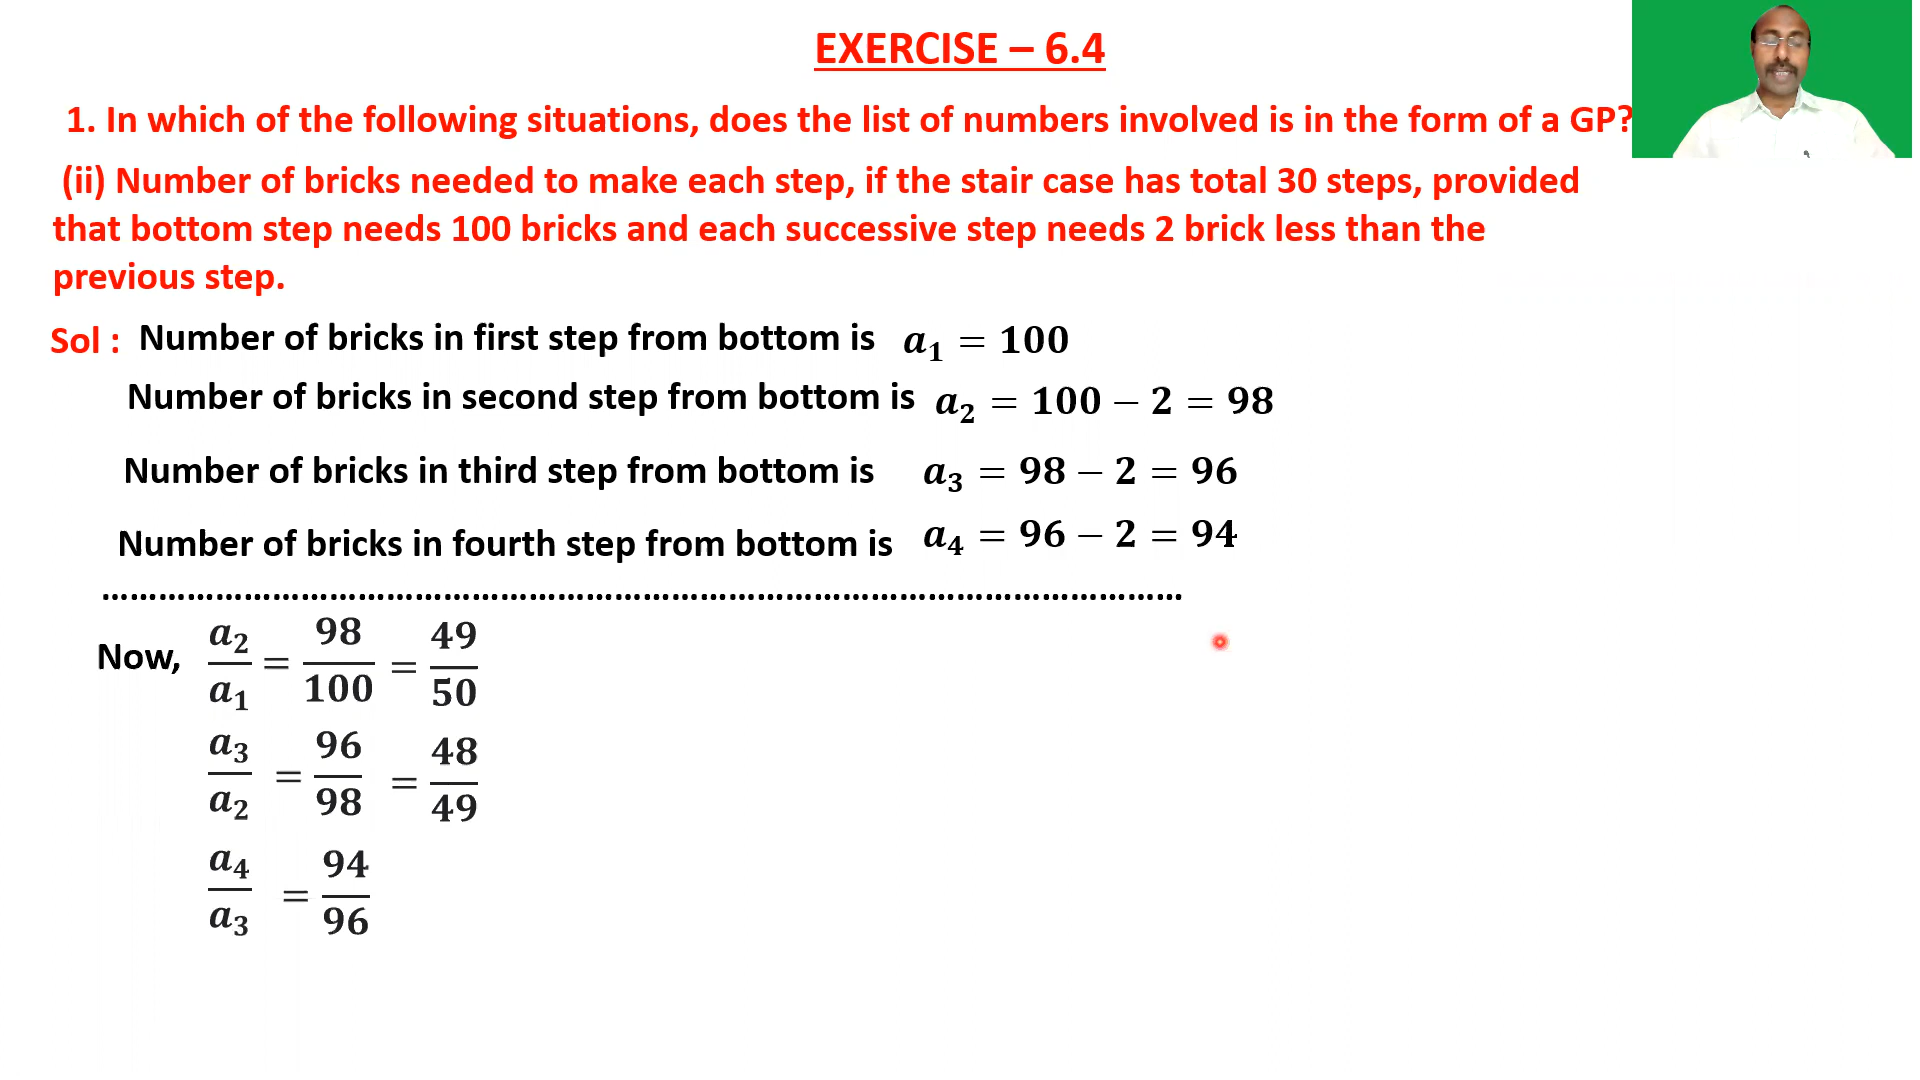 EXERCISE – 6.4
1. In which of the following situations, does the list of numbers involved is in the form of a GP?
(ii) Number of bricks needed to make each step, if the stair case has total 30 steps, provided
that bottom step needs 100 bricks and each successive step needs 2 brick less than the
previous step.
Sol : Number of bricks in first step from bottom is a₁ = 100
Number of bricks in second step from bottom is a₂ = 100 − 2 = 98
Number of bricks in third step from bottom is a₃ = 98 − 2 = 96
Number of bricks in fourth step from bottom is a₄ = 96 − 2 = 94
……………………………………………………………………………………………………
Now, a₂/a₁ = 98/100 = 49/50
a₃/a₂ = 96/98 = 48/49
a₄/a₃ = 94/96